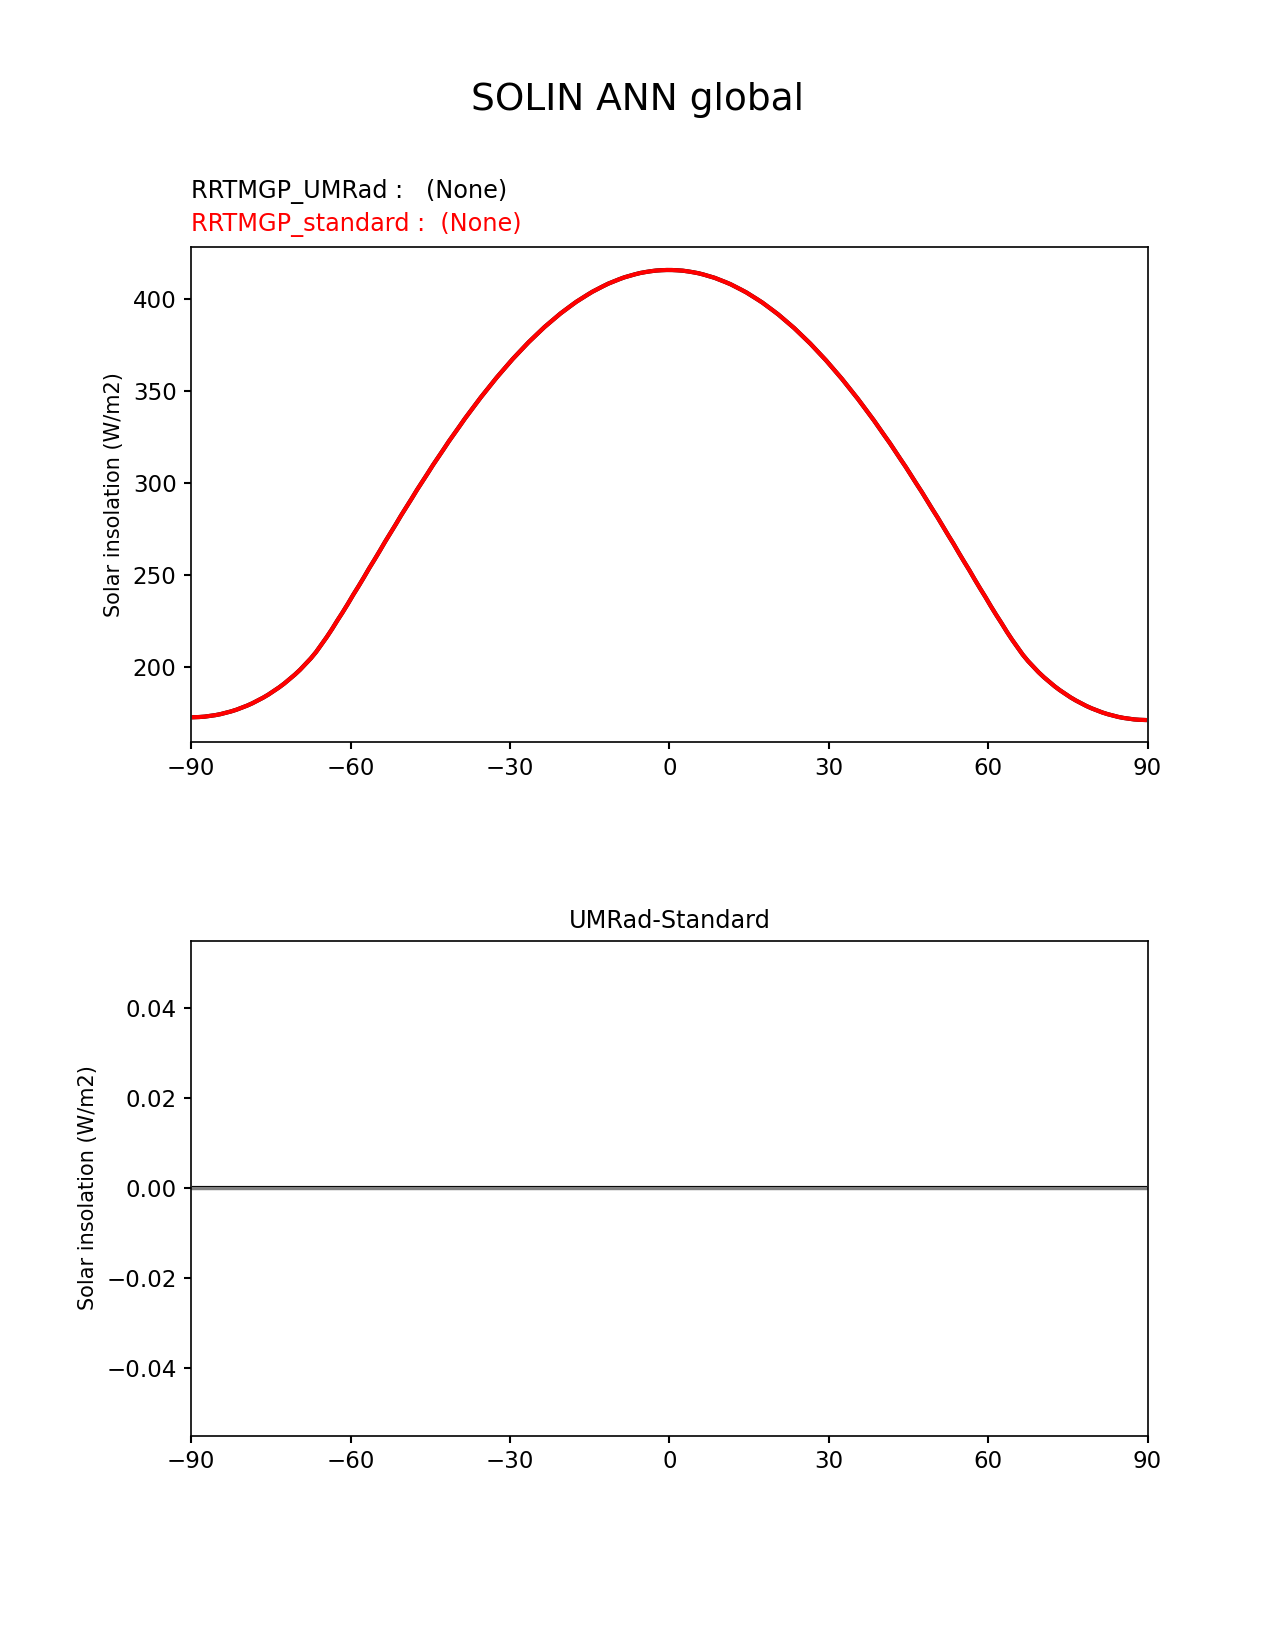 SOLIN ANN global
RRTMGP_UMRad :   (None)
RRTMGP_standard :  (None)
Solar insolation (W/m2)
400
350
300
250
200
−90 −60 −30 0 30 60 90
UMRad-Standard
Solar insolation (W/m2)
0.04
0.02
0.00
−0.02
−0.04
−90 −60 −30 0 30 60 90